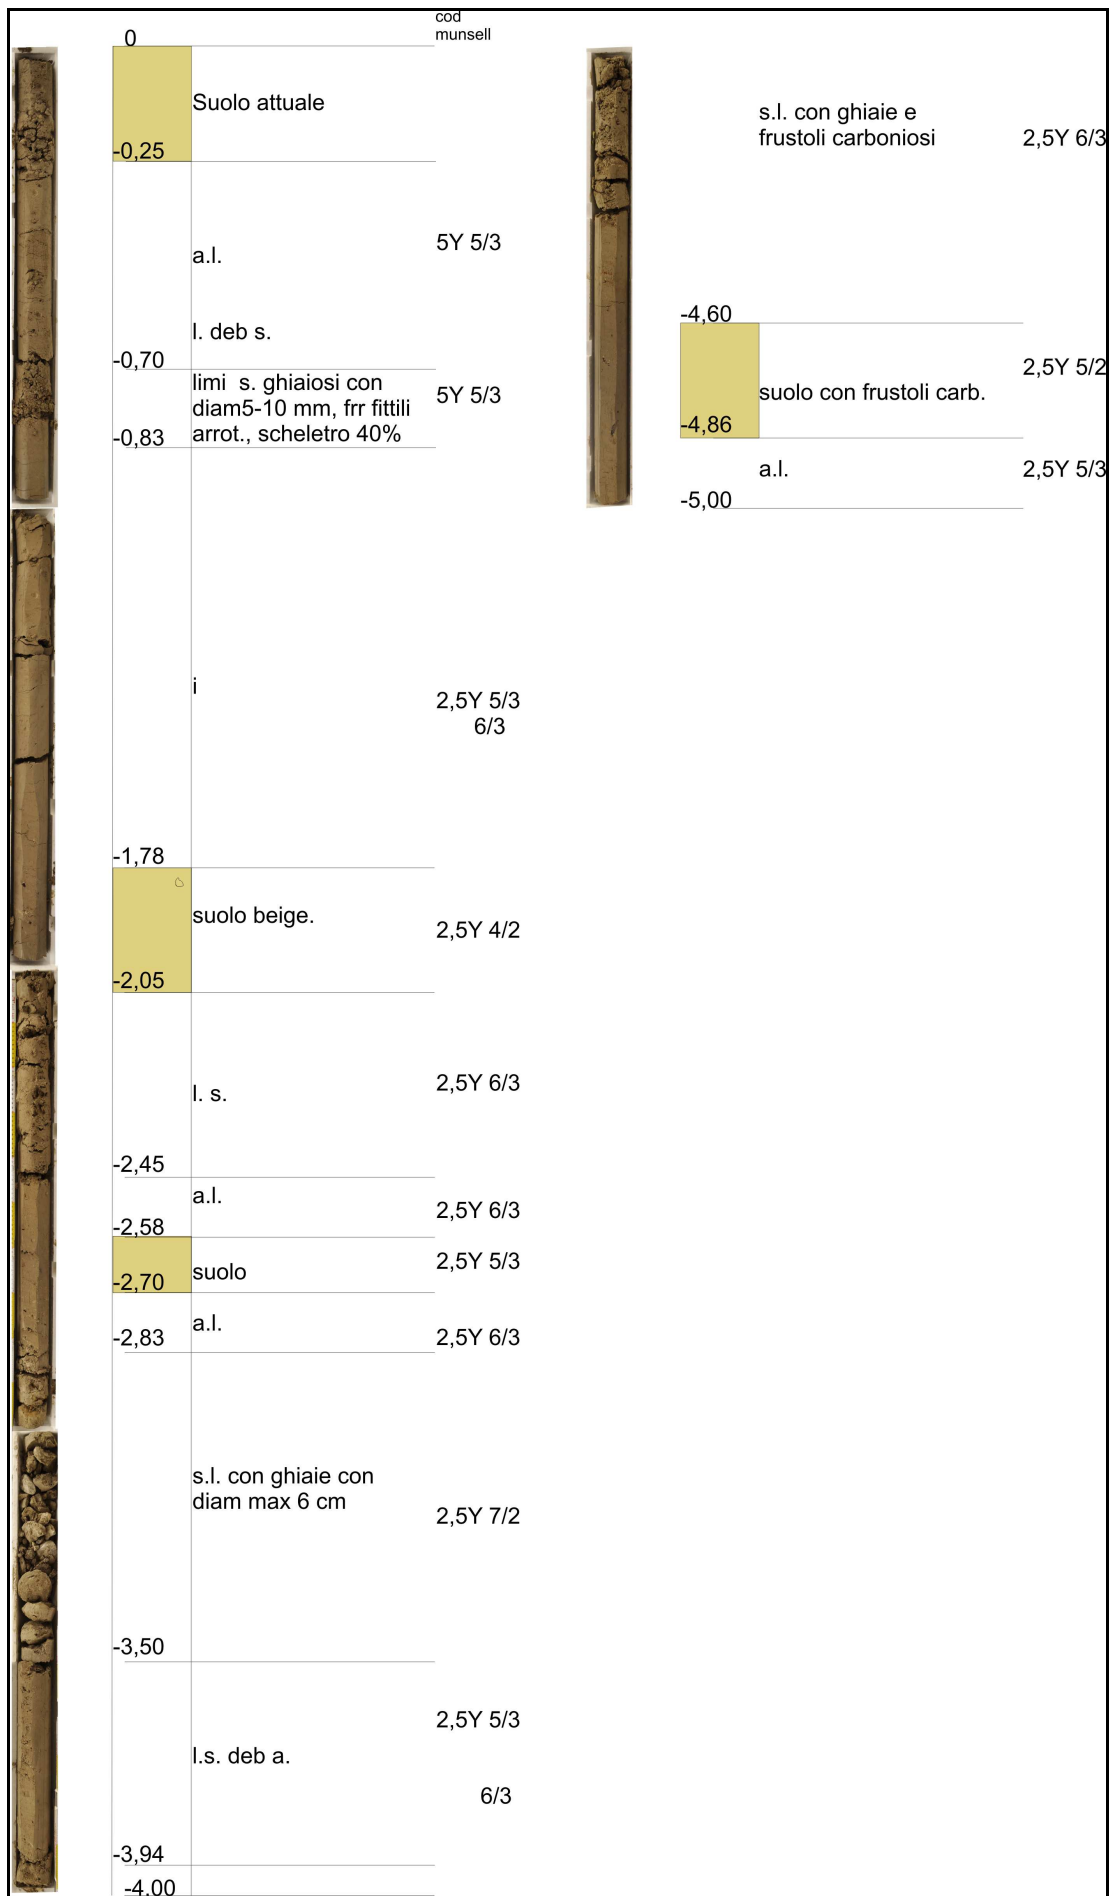 cod
munsell
0
Suolo attuale
-0,25
a.l.
5Y 5/3
l. deb s.
-0,70
limi  s. ghiaiosi con
diam5-10 mm, frr fittili
arrot., scheletro 40%
5Y 5/3
-0,83
i
2,5Y 5/3
6/3
-1,78
suolo beige.
2,5Y 4/2
-2,05
l. s.
2,5Y 6/3
-2,45
a.l.
2,5Y 6/3
-2,58
suolo
2,5Y 5/3
-2,70
a.l.
2,5Y 6/3
-2,83
s.l. con ghiaie con
diam max 6 cm
2,5Y 7/2
-3,50
2,5Y 5/3
l.s. deb a.
6/3
-3,94
-4.00
s.l. con ghiaie e
frustoli carboniosi
2,5Y 6/3
-4,60
2,5Y 5/2
suolo con frustoli carb.
-4,86
a.l.
2,5Y 5/3
-5,00